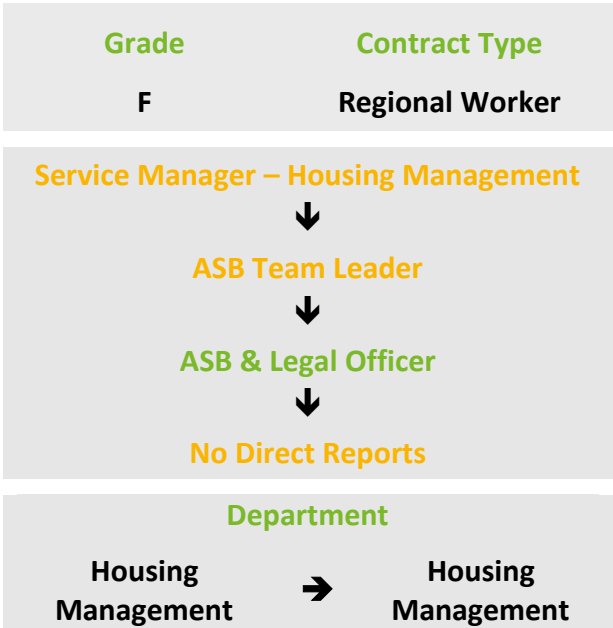 Grade Contract Type
F Regional Worker
Service Manager – Housing Management
ASB Team Leader
ASB & Legal Officer
No Direct Reports
Department
Housing Management ➔ Housing Management